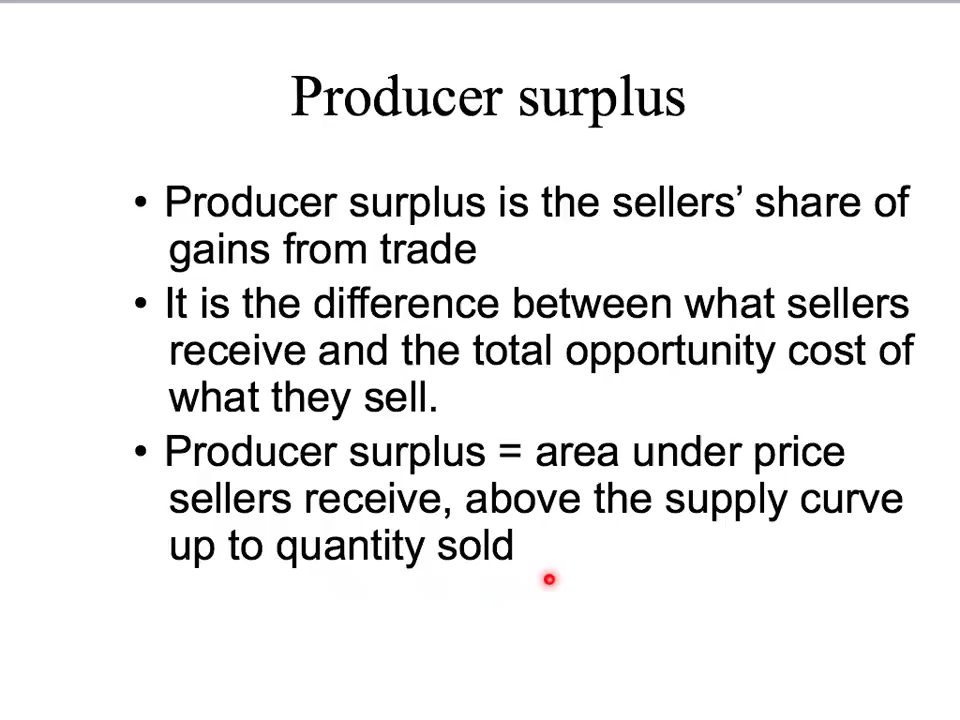 Producer surplus
• Producer surplus is the sellers’ share of
gains from trade
• It is the difference between what sellers
receive and the total opportunity cost of
what they sell.
• Producer surplus = area under price
sellers receive, above the supply curve
up to quantity sold